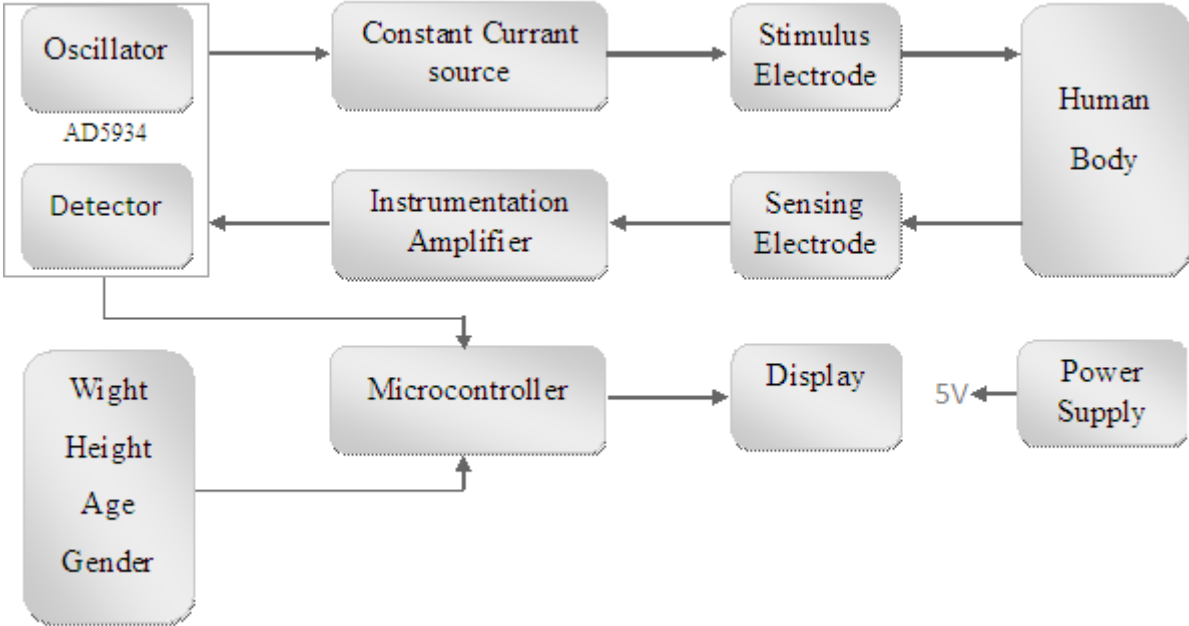 Oscillator
AD5934
Detector
Constant Currant
source
Stimulus
Electrode
Human
Body
Instrumentation
Amplifier
Sensing
Electrode
Wight
Height
Age
Gender
Microcontroller
Display
5V
Power
Supply